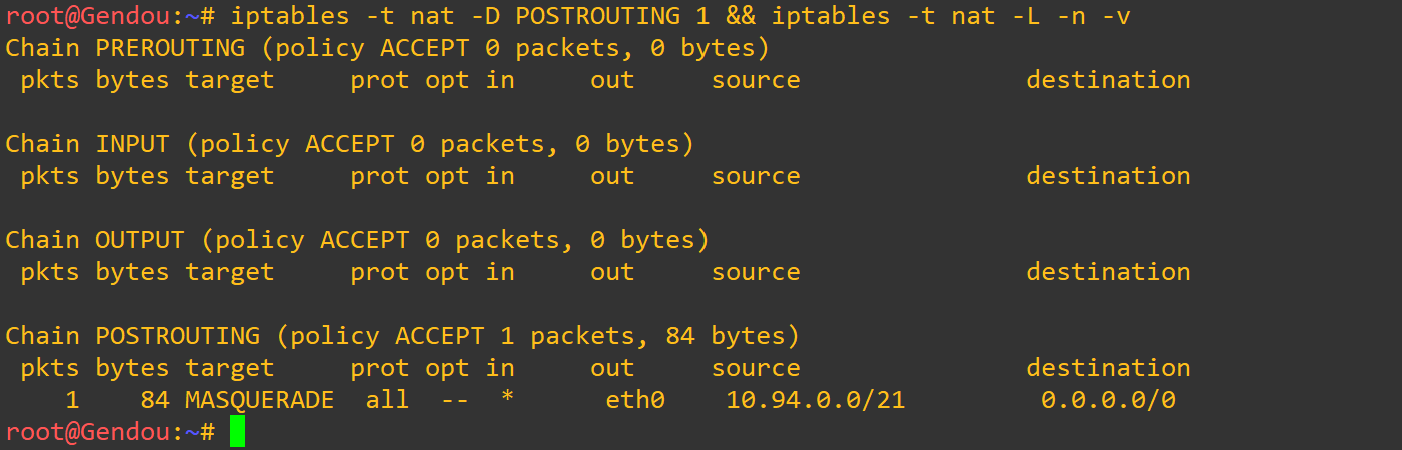 root@Gendou:~# iptables -t nat -D POSTROUTING 1 && iptables -t nat -L -n -v
Chain PREROUTING (policy ACCEPT 0 packets, 0 bytes)
 pkts bytes target     prot opt in     out     source               destination

Chain INPUT (policy ACCEPT 0 packets, 0 bytes)
 pkts bytes target     prot opt in     out     source               destination

Chain OUTPUT (policy ACCEPT 0 packets, 0 bytes)
 pkts bytes target     prot opt in     out     source               destination

Chain POSTROUTING (policy ACCEPT 1 packets, 84 bytes)
 pkts bytes target     prot opt in     out     source               destination
    1    84 MASQUERADE  all  --  *      eth0    10.94.0.0/21         0.0.0.0/0
root@Gendou:~#